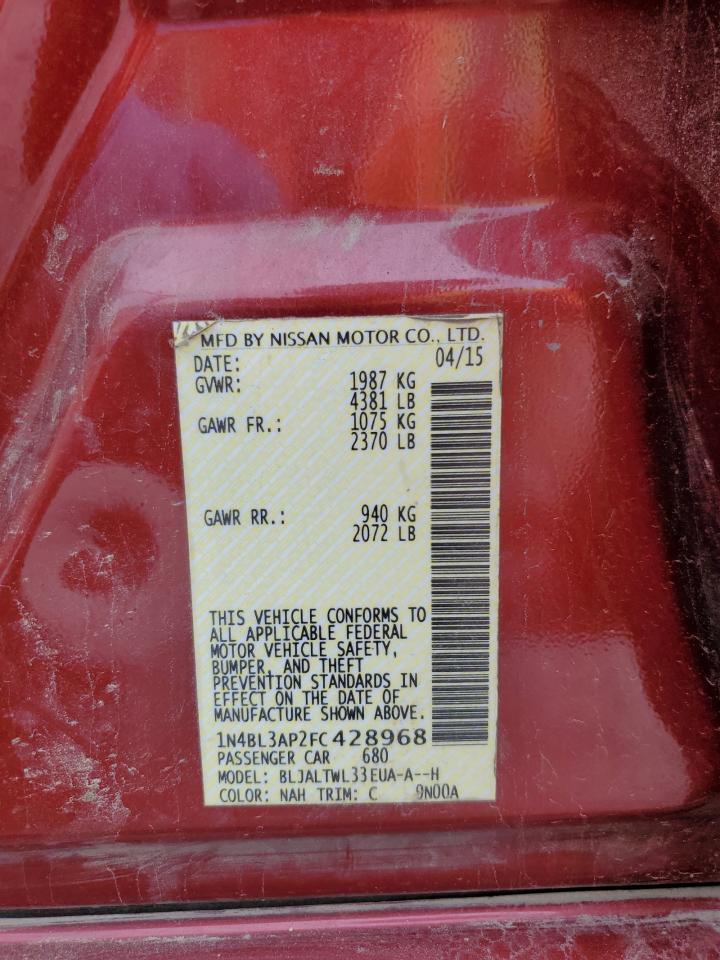 MFD BY NISSAN MOTOR CO., LTD.
DATE: 04/15
GVWR: 1987 KG
4381 LB
GAWR FR.: 1075 KG
2370 LB
GAWR RR.: 940 KG
2072 LB
THIS VEHICLE CONFORMS TO
ALL APPLICABLE FEDERAL
MOTOR VEHICLE SAFETY,
BUMPER, AND THEFT
PREVENTION STANDARDS IN
EFFECT ON THE DATE OF
MANUFACTURE SHOWN ABOVE.
1N4BL3AP2FC428968
PASSENGER CAR 680
MODEL: BLJALTWL33EUA-A--H
COLOR: NAH TRIM: C 9N00A